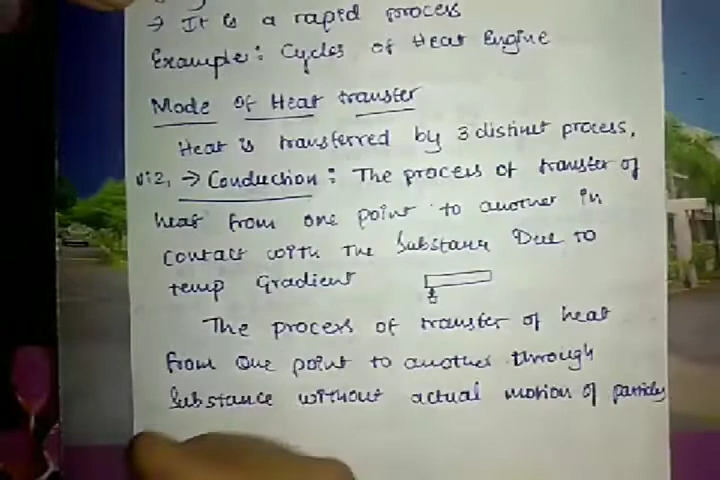 → It is a rapid process
Example: Cycles of Heat Engine
Mode of Heat transfer
Heat is transferred by 3 distinct process,
viz, → Conduction: The process of transfer of
heat from one point to another in
contact with The Substance Due to
temp Gradient
The process of transfer of heat
from one point to another through
Substance without actual motion of particles